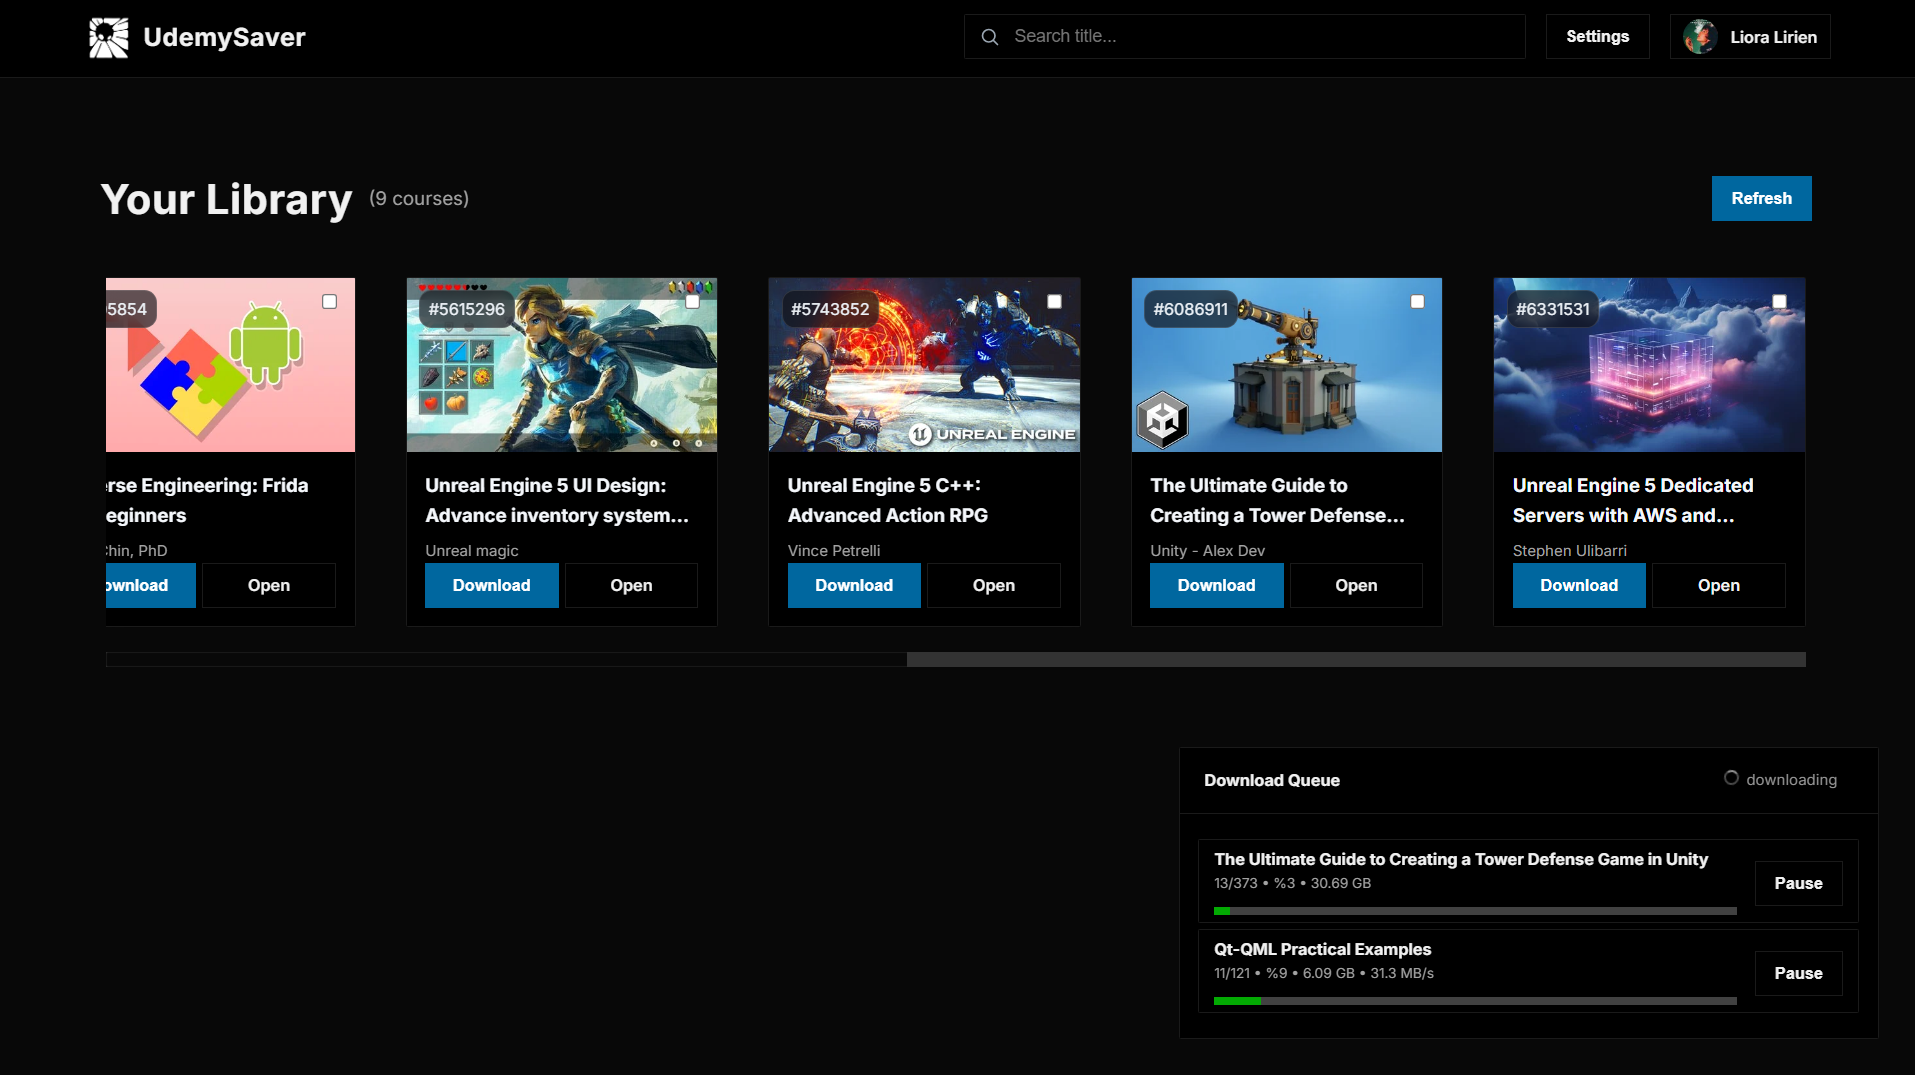 UdemySaver
Search title...
Settings
Liora Lirien
Your Library
(9 courses)
Refresh
5854
#5615296
#5743852
#6086911
#6331531
UNREAL ENGINE
erse Engineering: Frida
eginners
Chin, PhD
ownload
Open
Unreal Engine 5 UI Design:
Advance inventory system...
Unreal magic
Download
Open
Unreal Engine 5 C++:
Advanced Action RPG
Vince Petrelli
Download
Open
The Ultimate Guide to
Creating a Tower Defense...
Unity - Alex Dev
Download
Open
Unreal Engine 5 Dedicated
Servers with AWS and...
Stephen Ulibarri
Download
Open
Download Queue
downloading
The Ultimate Guide to Creating a Tower Defense Game in Unity
13/373 • %3 • 30.69 GB
Pause
Qt-QML Practical Examples
11/121 • %9 • 6.09 GB • 31.3 MB/s
Pause